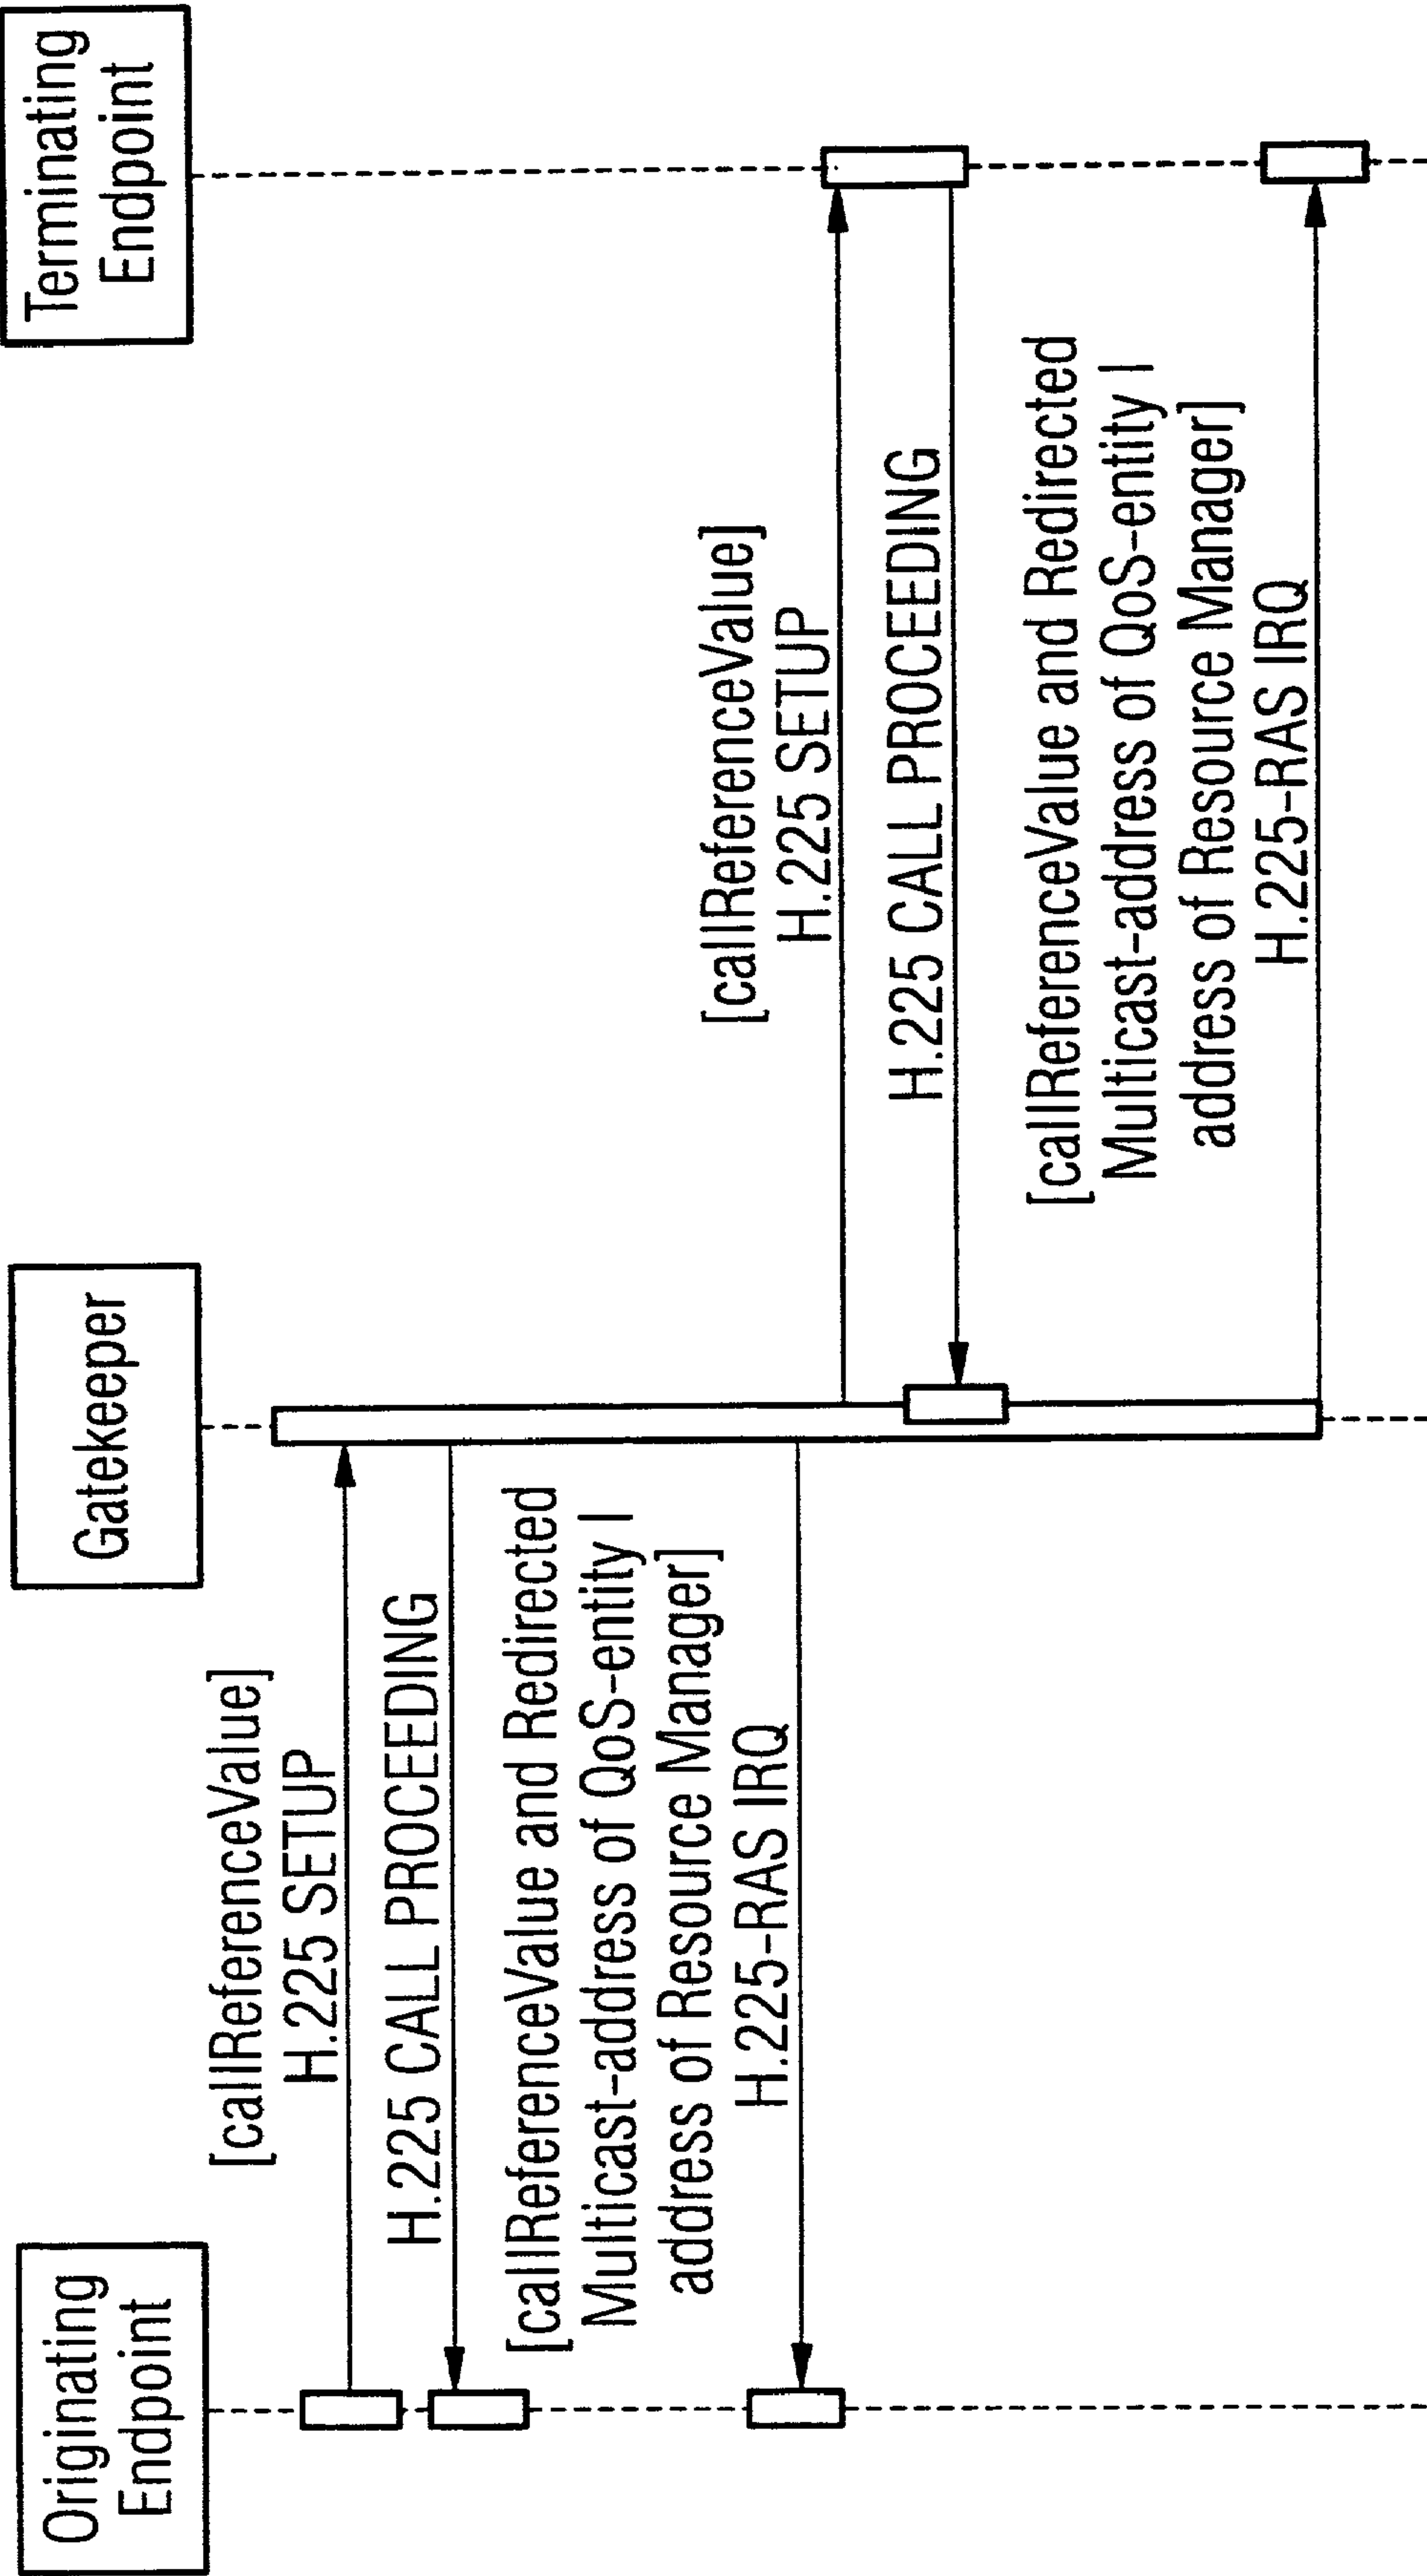 Originating
Endpoint
Gatekeeper
Terminating
Endpoint
[callReferenceValue]
H.225 SETUP
H.225 CALL PROCEEDING
[callReferenceValue and Redirected
Multicast-address of QoS-entity |
address of Resource Manager]
H.225-RAS IRQ
[callReferenceValue]
H.225 SETUP
H.225 CALL PROCEEDING
[callReferenceValue and Redirected
Multicast-address of QoS-entity |
address of Resource Manager]
H.225-RAS IRQ